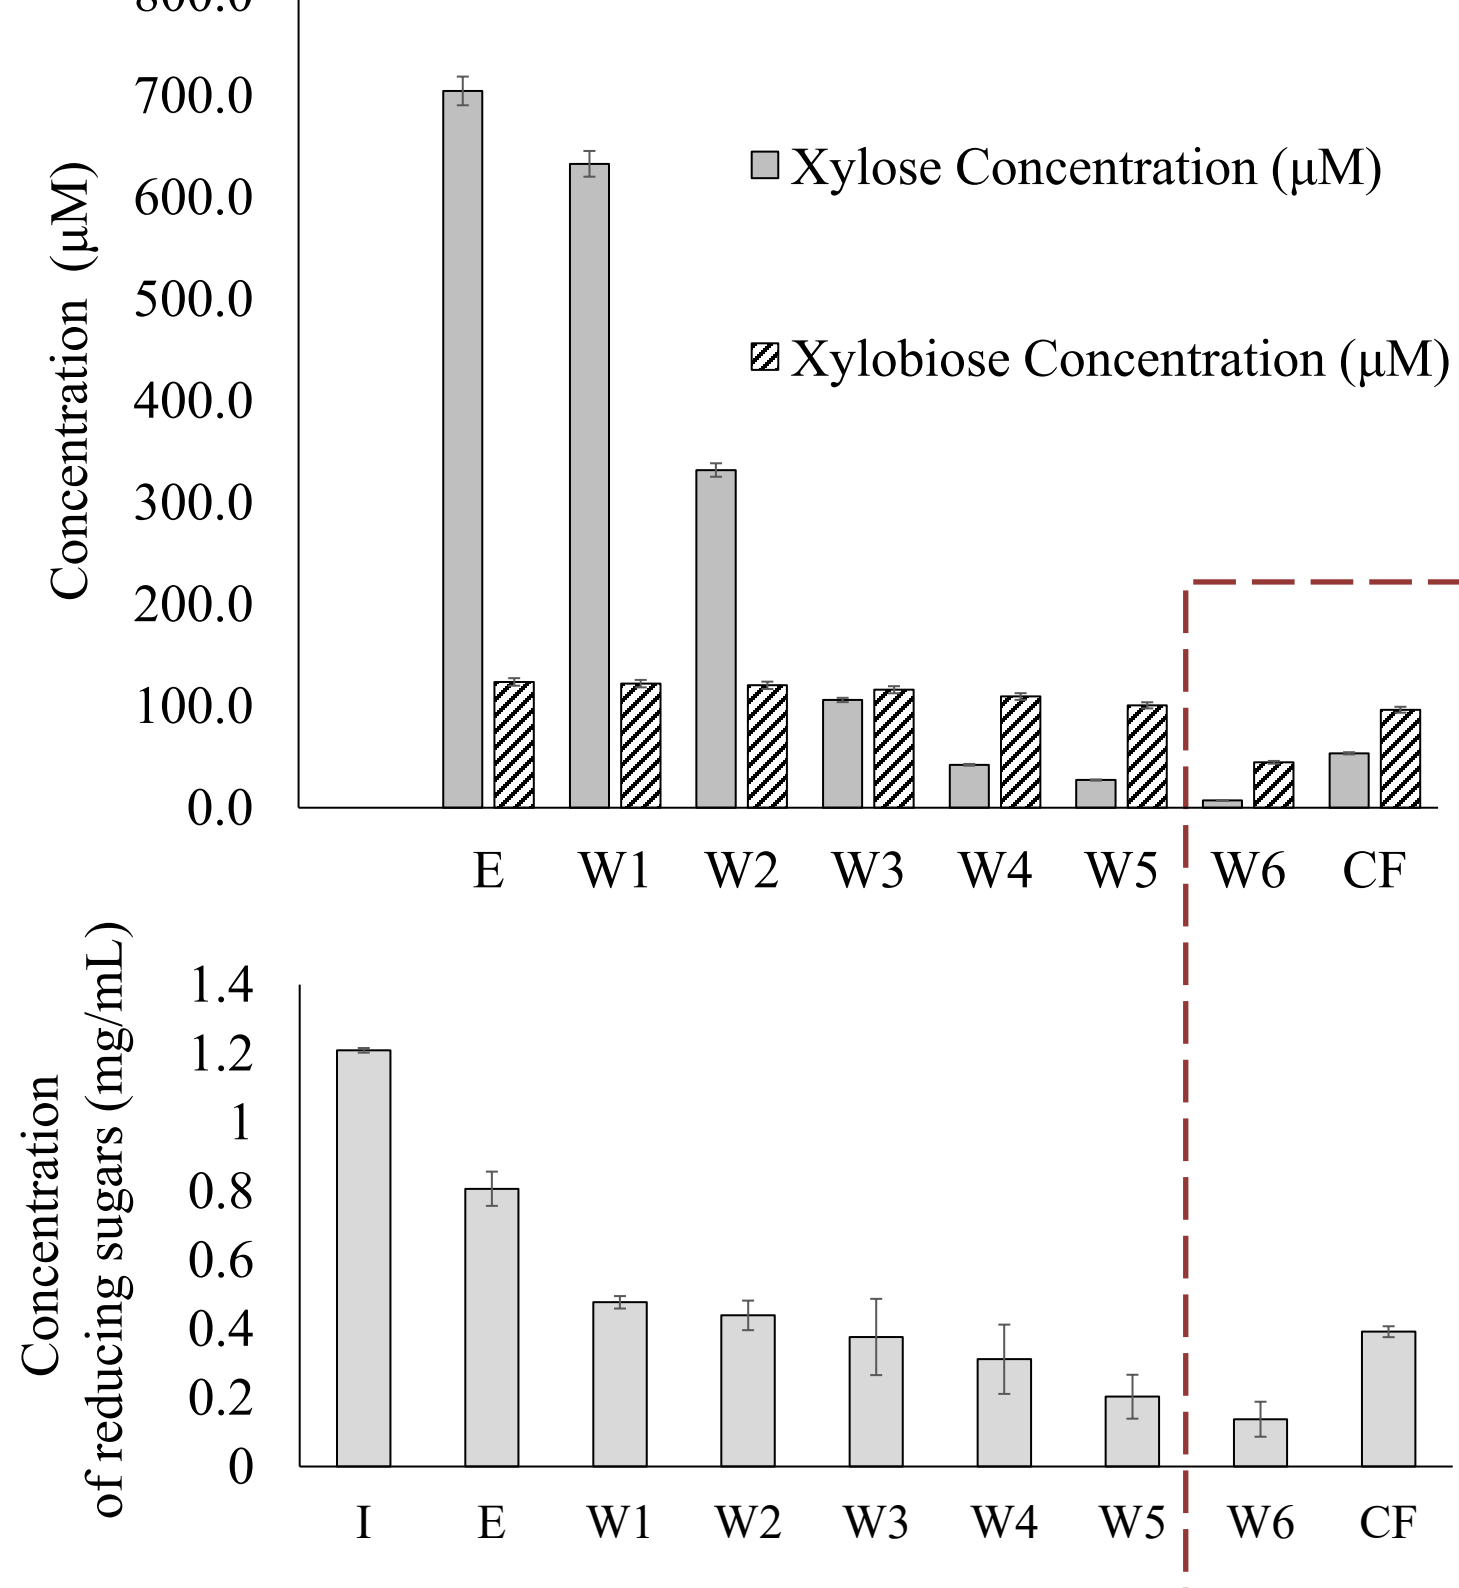 800.0
700.0
600.0
500.0
400.0
300.0
200.0
100.0
0.0
Concentration (μM)
Xylose Concentration (μM)
Xylobiose Concentration (μM)
E W1 W2 W3 W4 W5 W6 CF
Concentration
of reducing sugars (mg/mL)
1.4
1.2
1
0.8
0.6
0.4
0.2
0
I E W1 W2 W3 W4 W5 W6 CF